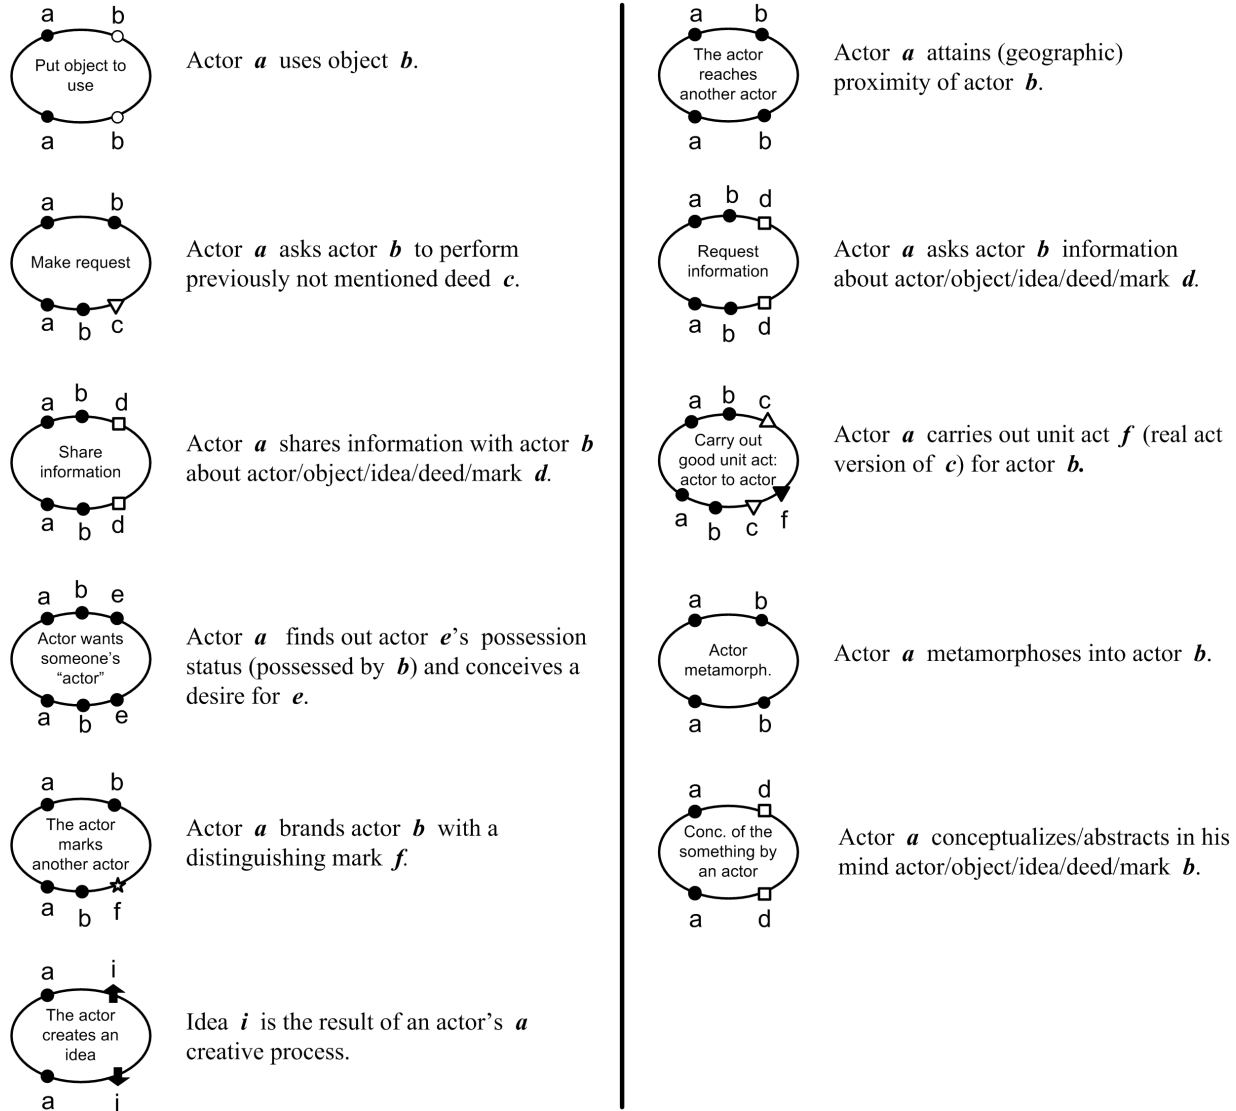 a b
Put object to
use
a b
Actor a uses object b.
a b
Make request
a b c
Actor a asks actor b to perform
previously not mentioned deed c.
a b d
Share
information
a b d
Actor a shares information with actor b
about actor/object/idea/deed/mark d.
a b e
Actor wants
someone's
“actor”
a b e
Actor a finds out actor e's possession
status (possessed by b) and conceives a
desire for e.
a b
The actor
marks
another actor
a b f
Actor a brands actor b with a
distinguishing mark f.
a i
The actor
creates an
idea
a i
Idea i is the result of an actor's a
creative process.
a b
The actor
reaches
another actor
a b
Actor a attains (geographic)
proximity of actor b.
a b d
Request
information
a b d
Actor a asks actor b information
about actor/object/idea/deed/mark d.
a b c
Carry out
good unit act:
actor to actor
a b c f
Actor a carries out unit act f (real act
version of c) for actor b.
a b
Actor
metamorph.
a b
Actor a metamorphoses into actor b.
a d
Conc. of the
something by
an actor
a d
Actor a conceptualizes/abstracts in his
mind actor/object/idea/deed/mark b.